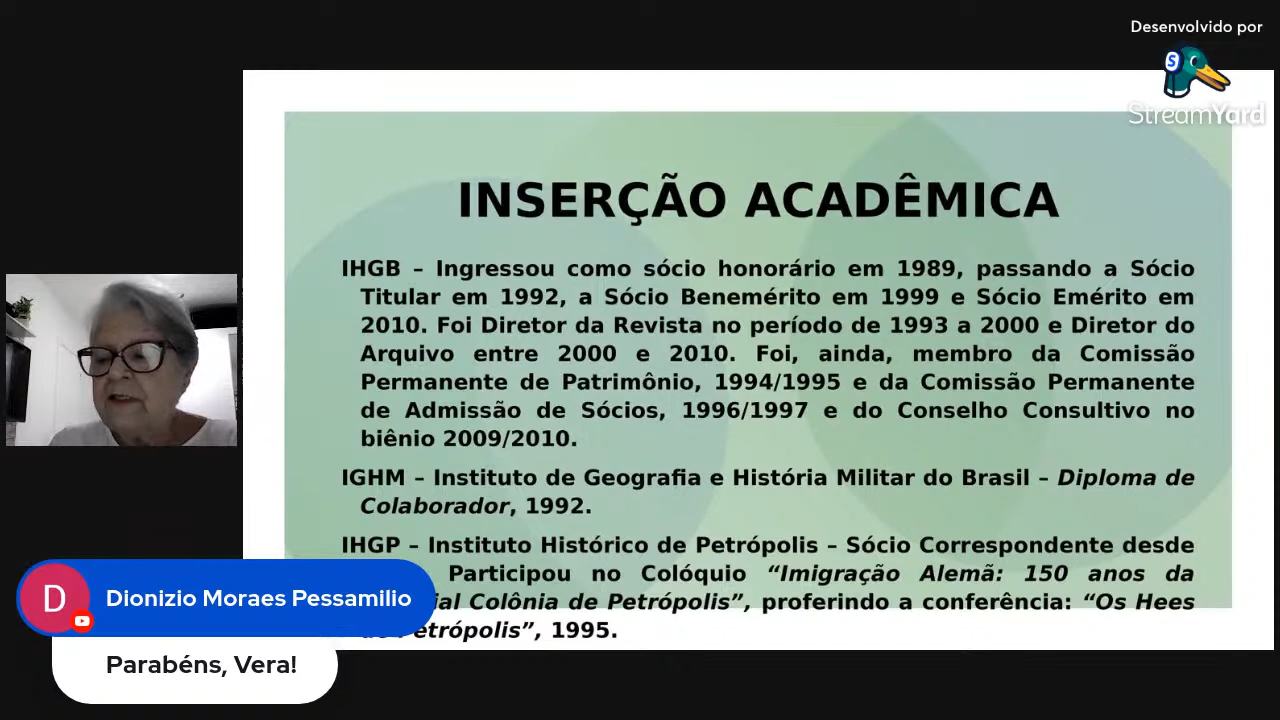 Desenvolvido por
StreamYard
INSERÇÃO ACADÊMICA
IHGB – Ingressou como sócio honorário em 1989, passando a Sócio
Titular em 1992, a Sócio Benemérito em 1999 e Sócio Emérito em
2010. Foi Diretor da Revista no período de 1993 a 2000 e Diretor do
Arquivo entre 2000 e 2010. Foi, ainda, membro da Comissão
Permanente de Patrimônio, 1994/1995 e da Comissão Permanente
de Admissão de Sócios, 1996/1997 e do Conselho Consultivo no
biênio 2009/2010.
IGHM – Instituto de Geografia e História Militar do Brasil – Diploma de
Colaborador, 1992.
IHGP – Instituto Histórico de Petrópolis – Sócio Correspondente desde
Participou no Colóquio “Imigração Alemã: 150 anos da
Colônia de Petrópolis”, proferindo a conferência: “Os Hees
Petrópolis”, 1995.
D
Dionizio Moraes Pessamilio
Parabéns, Vera!